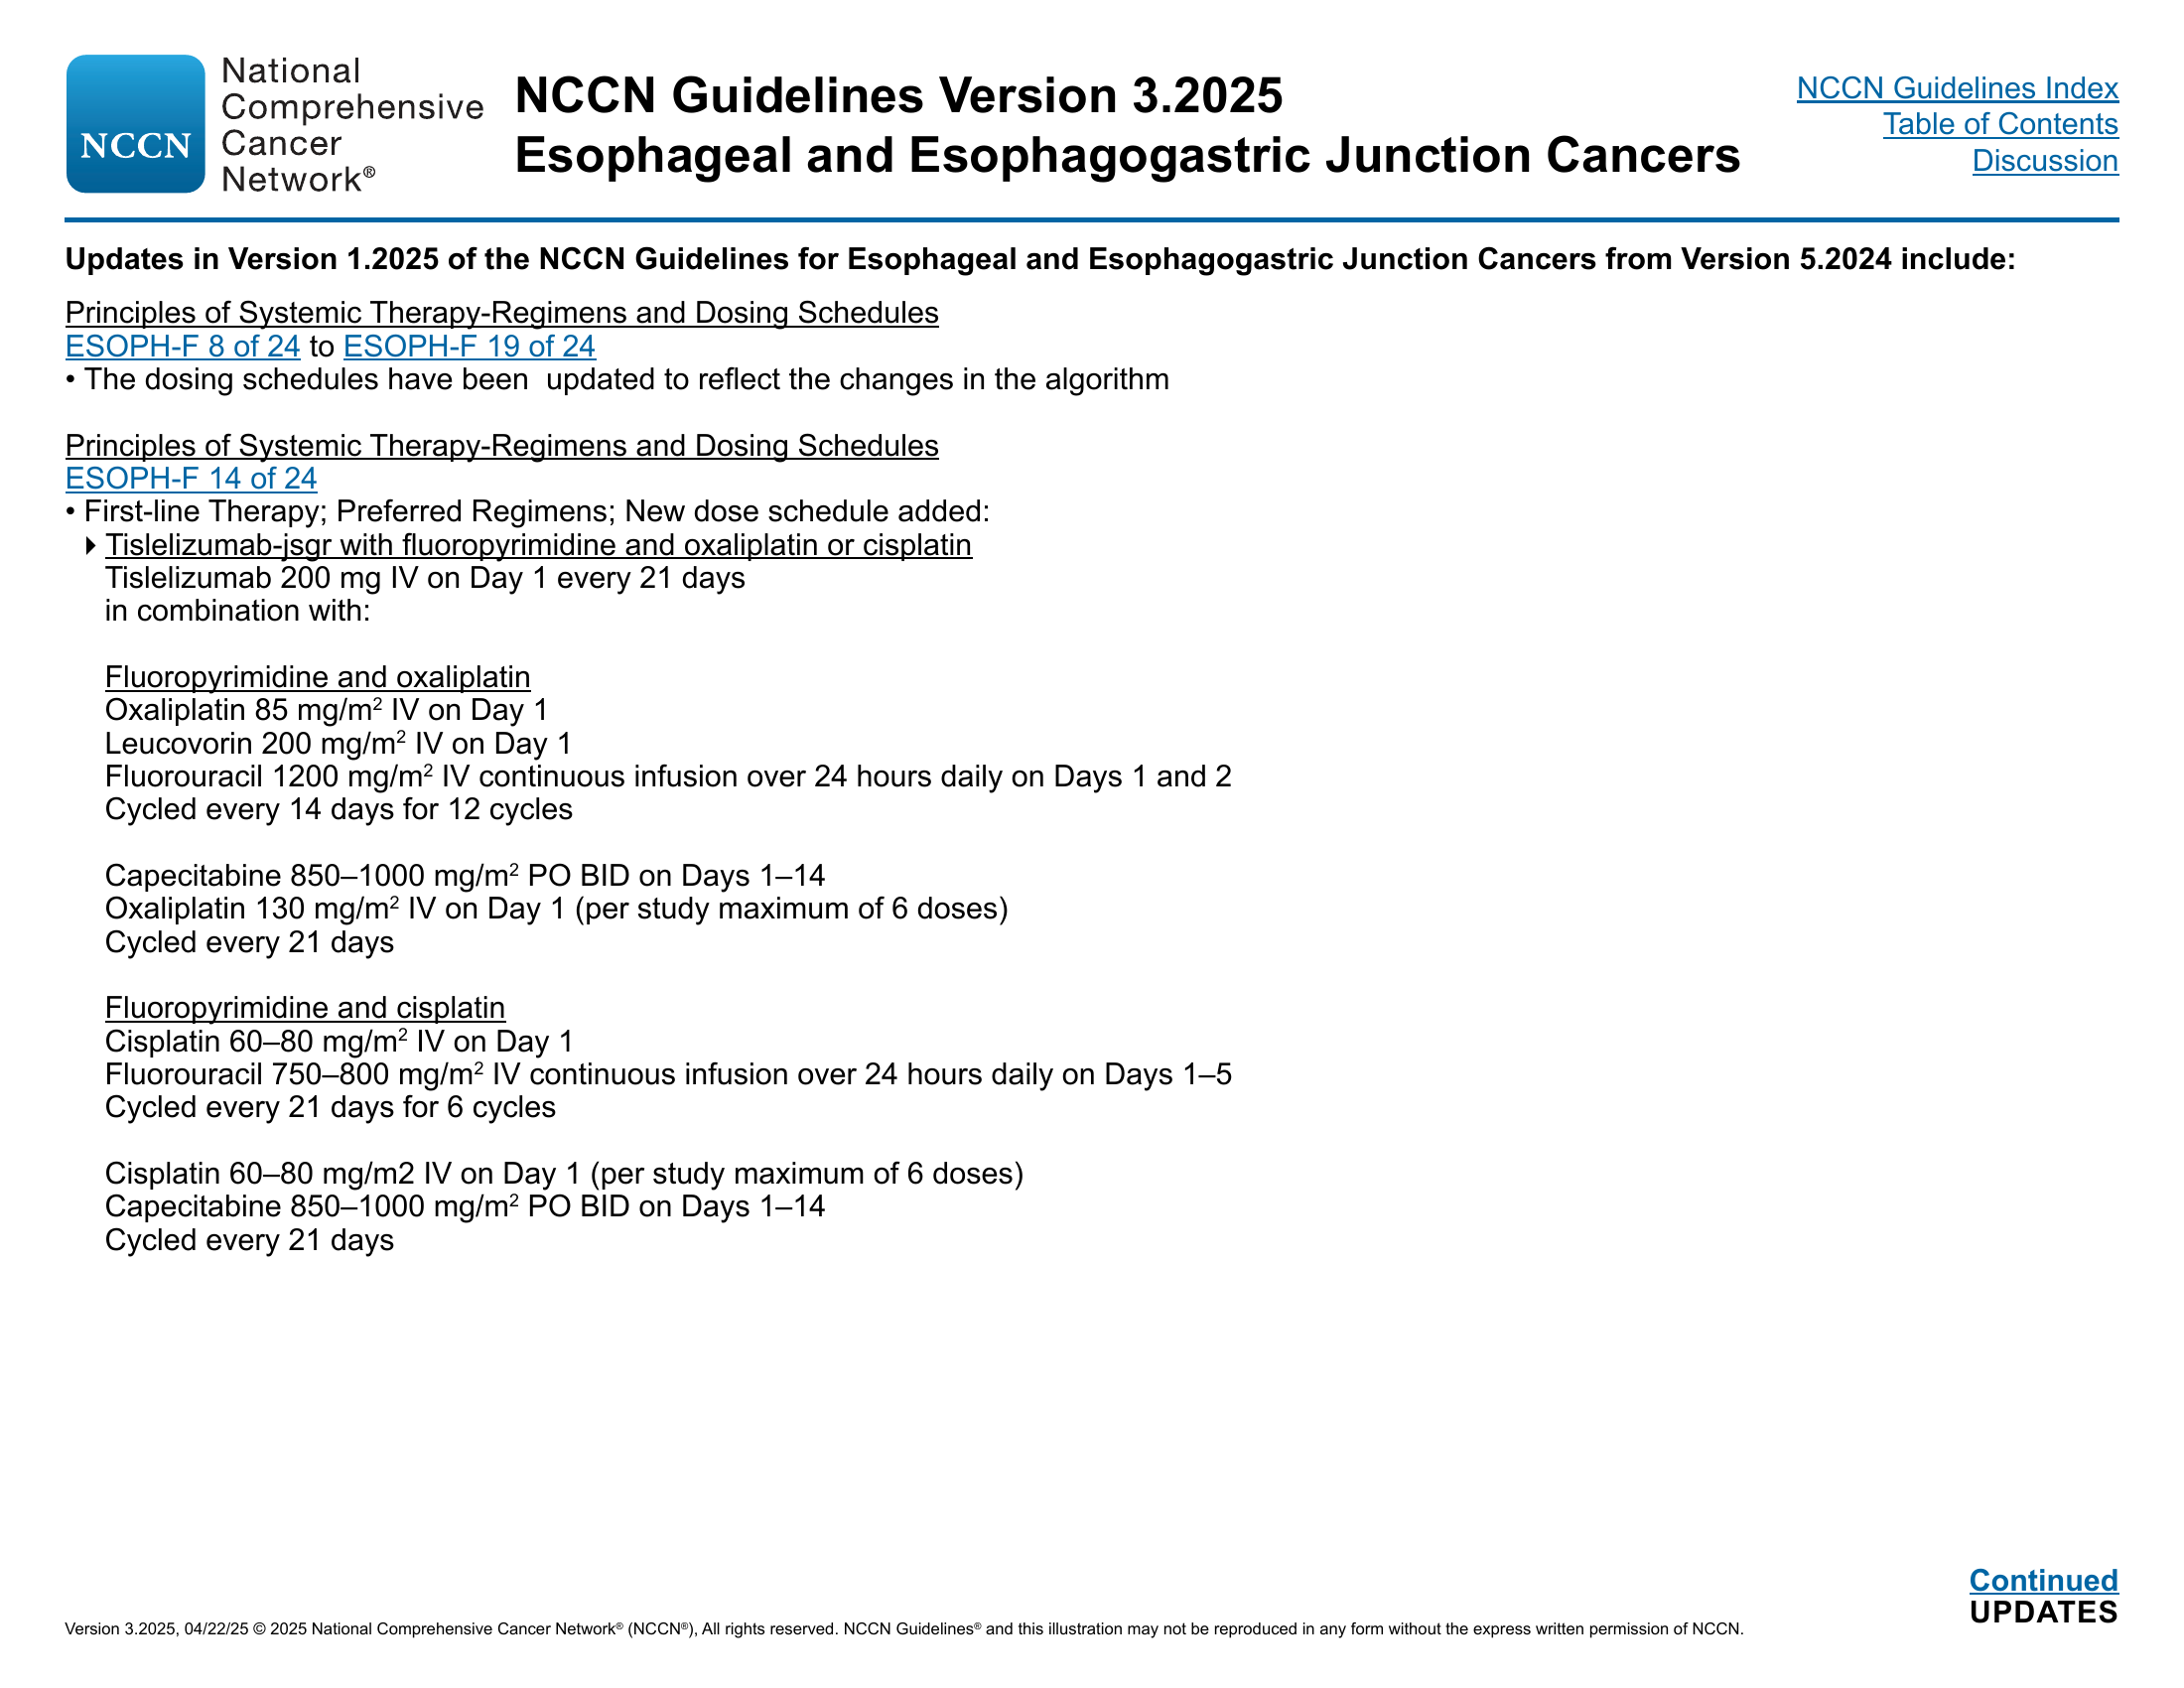 NCCN
National
Comprehensive
Cancer
Network®
NCCN Guidelines Version 3.2025
Esophageal and Esophagogastric Junction Cancers
NCCN Guidelines Index
Table of Contents
Discussion
Updates in Version 1.2025 of the NCCN Guidelines for Esophageal and Esophagogastric Junction Cancers from Version 5.2024 include:
Principles of Systemic Therapy-Regimens and Dosing Schedules
ESOPH-F 8 of 24 to ESOPH-F 19 of 24
• The dosing schedules have been  updated to reflect the changes in the algorithm
Principles of Systemic Therapy-Regimens and Dosing Schedules
ESOPH-F 14 of 24
• First-line Therapy; Preferred Regimens; New dose schedule added:
▸ Tislelizumab-jsgr with fluoropyrimidine and oxaliplatin or cisplatin
Tislelizumab 200 mg IV on Day 1 every 21 days
in combination with:
Fluoropyrimidine and oxaliplatin
Oxaliplatin 85 mg/m² IV on Day 1
Leucovorin 200 mg/m² IV on Day 1
Fluorouracil 1200 mg/m² IV continuous infusion over 24 hours daily on Days 1 and 2
Cycled every 14 days for 12 cycles
Capecitabine 850–1000 mg/m² PO BID on Days 1–14
Oxaliplatin 130 mg/m² IV on Day 1 (per study maximum of 6 doses)
Cycled every 21 days
Fluoropyrimidine and cisplatin
Cisplatin 60–80 mg/m² IV on Day 1
Fluorouracil 750–800 mg/m² IV continuous infusion over 24 hours daily on Days 1–5
Cycled every 21 days for 6 cycles
Cisplatin 60–80 mg/m2 IV on Day 1 (per study maximum of 6 doses)
Capecitabine 850–1000 mg/m² PO BID on Days 1–14
Cycled every 21 days
Continued
UPDATES
Version 3.2025, 04/22/25 © 2025 National Comprehensive Cancer Network® (NCCN®), All rights reserved. NCCN Guidelines® and this illustration may not be reproduced in any form without the express written permission of NCCN.